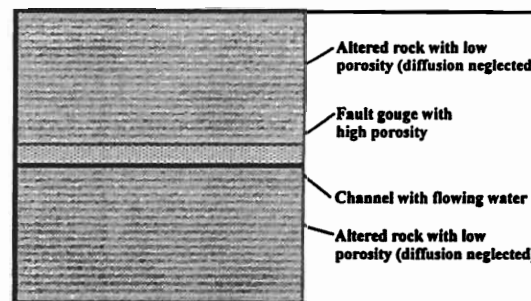 Altered rock with low
porosity (diffusion neglected
Fault gouge with
high porosity
Channel with flowing water
Altered rock with low
porosity (diffusion neglected)